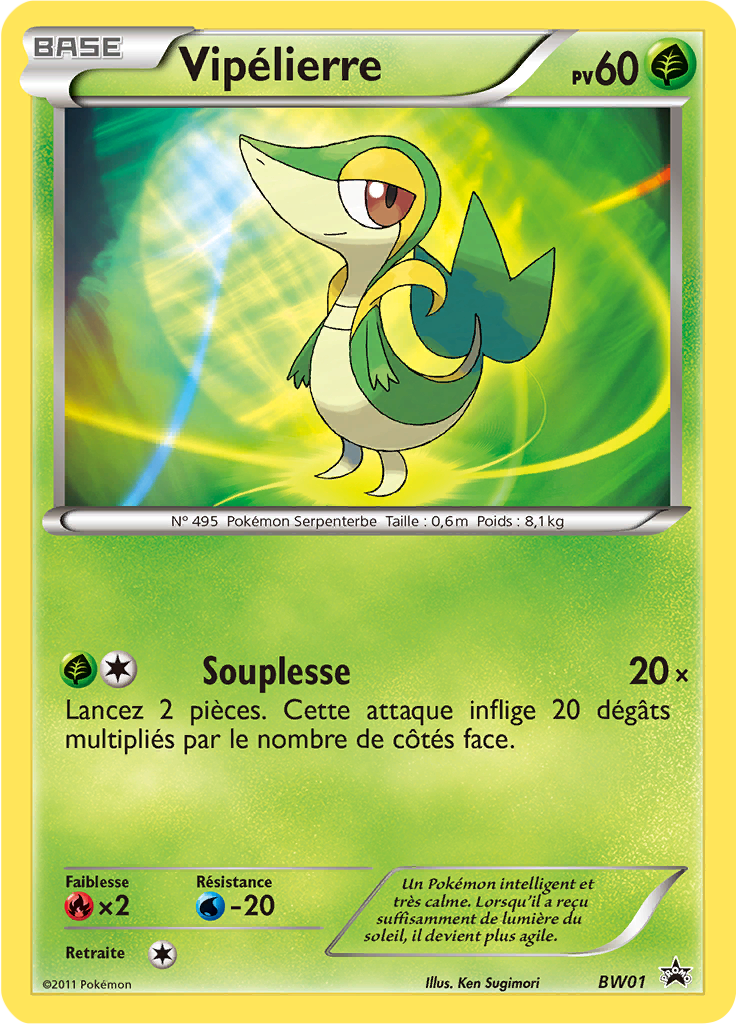 BASE Vipélierre PV60
N° 495 Pokémon Serpenterbe Taille : 0,6m Poids : 8,1kg
Souplesse 20×
Lancez 2 pièces. Cette attaque inflige 20 dégâts
multipliés par le nombre de côtés face.
Faiblesse
×2
Résistance
-20
Retraite
Un Pokémon intelligent et
très calme. Lorsqu'il a reçu
suffisamment de lumière du
soleil, il devient plus agile.
©2011 Pokémon Illus. Ken Sugimori BW01 PROMO